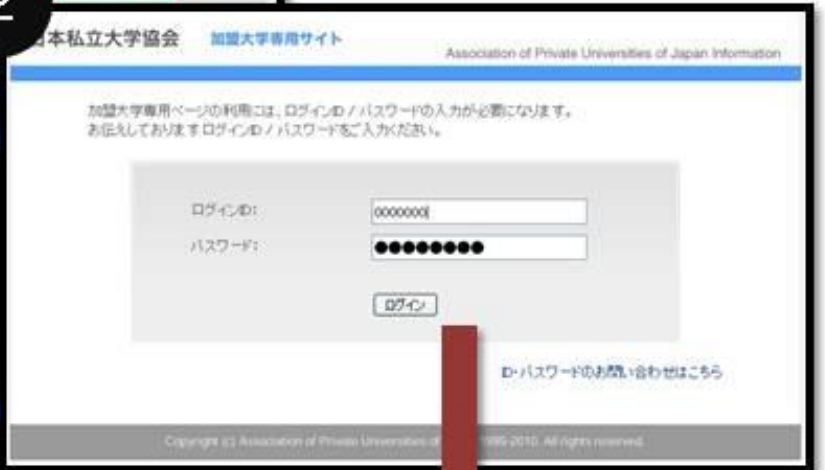 2
本私立大学協会 加盟大学専用サイト
Association of Private Universities of Japan Information
加盟大学専用ページの利用には、ログインID / パスワードの入力が必要になります。
お伝えしております ログインID / パスワードをご入力ください。
ログインID:
0000000
パスワード:
●●●●●●●●
ログイン
ID・パスワードのお問い合わせはこちら
Copyright (c) Association of Private Universities of 1995-2010. All rights reserved.